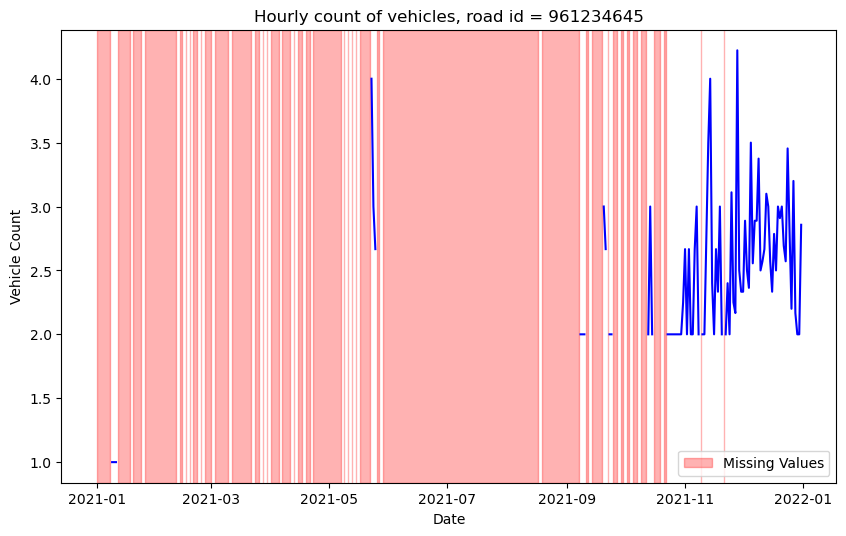 Hourly count of vehicles, road id = 961234645
Vehicle Count
4.0
3.5
3.0
2.5
2.0
1.5
1.0
Missing Values
2021-01 2021-03 2021-05 2021-07 2021-09 2021-11 2022-01
Date